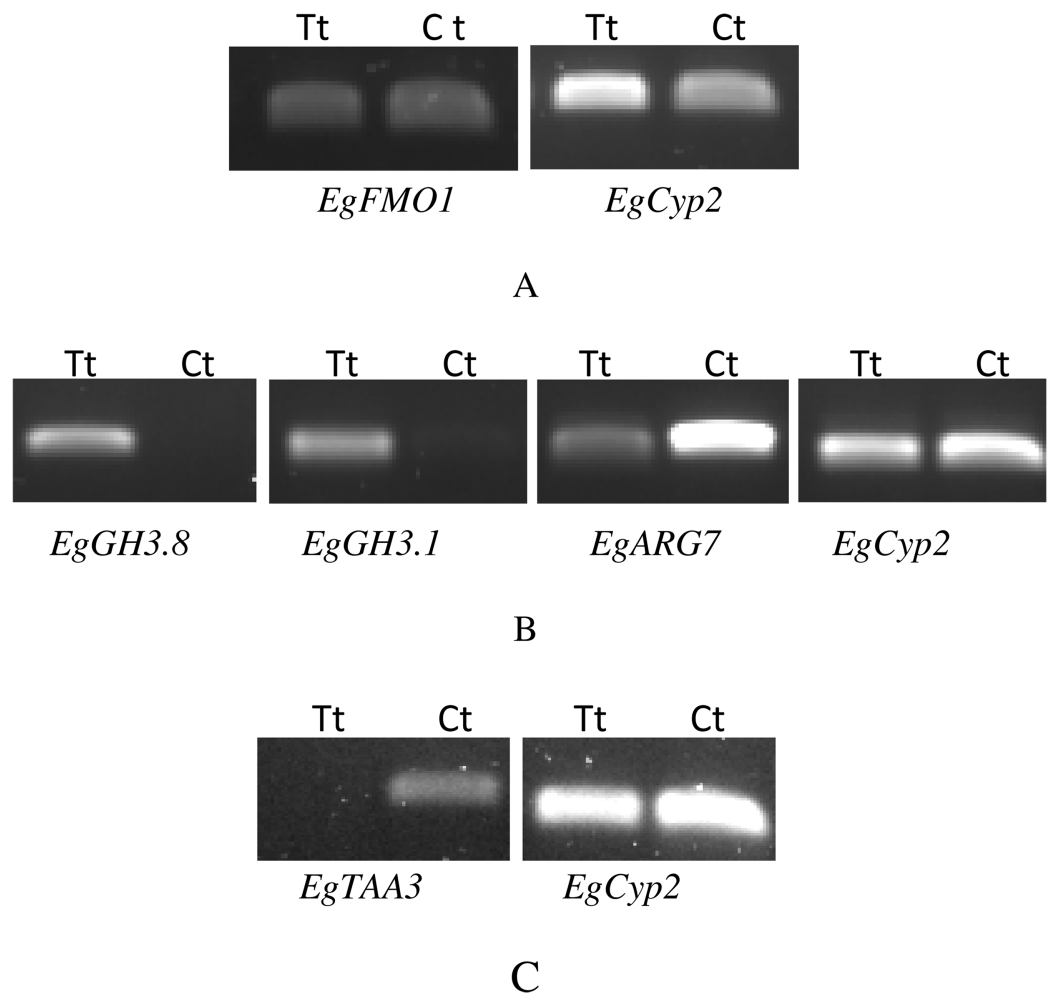 Tt C t Tt Ct
EgFMO1 EgCyp2
A
Tt Ct Tt Ct Tt Ct Tt Ct
EgGH3.8 EgGH3.1 EgARG7 EgCyp2
B
Tt Ct Tt Ct
EgTAA3 EgCyp2
C